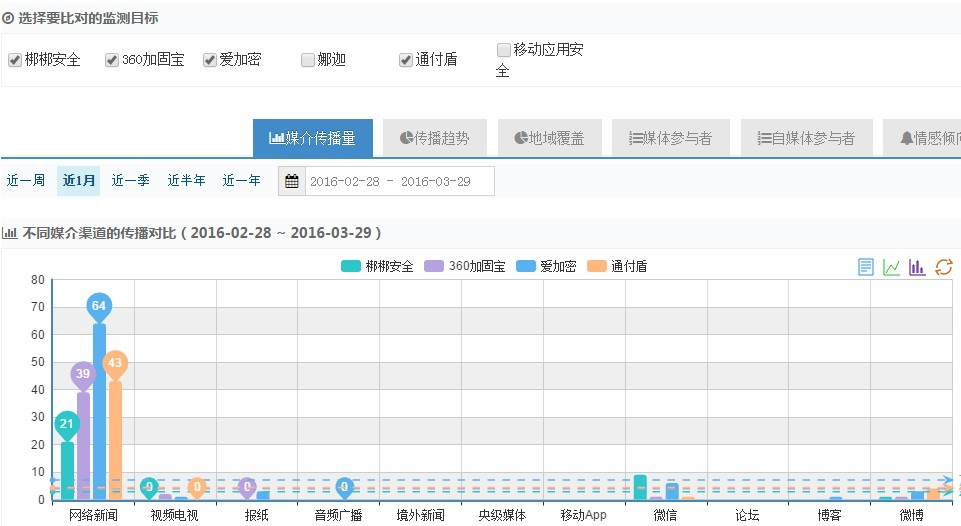 选择要比对的监测目标
梆梆安全 360加固宝 爱加密 娜迦 通付盾 移动应用安
全
媒介传播量 传播趋势 地域覆盖 媒体参与者 自媒体参与者 情感倾向
近一周 近1月 近一季 近半年 近一年 2016-02-28 - 2016-03-29
不同媒介渠道的传播对比 ( 2016-02-28 ~ 2016-03-29 )
梆梆安全 360加固宝 爱加密 通付盾
80
70
64
60
50
43
40
39
30
21
20
10
0 0 0 0
0
网络新闻 视频电视 报纸 音频广播 境外新闻 央级媒体 移动App 微信 论坛 博客 微博